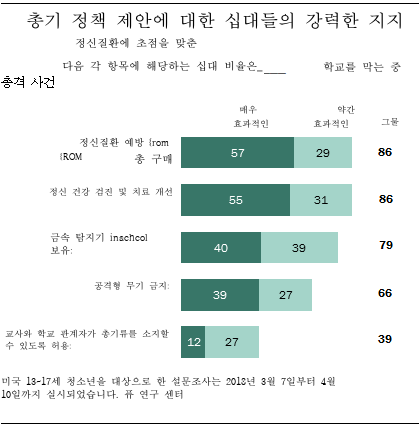 총기 정책 제안에 대한 십대들의 강력한 지지
정신질환에 초점을 맞춘
다음 각 항목에 해당하는 십대 비율은_____ 학교를 막는 중
총격 사건
매우 약간
효과적인 효과적인 그물
정신질환 예방 {rom
{ROM 총 구매
57 29 86
정신 건강 검진 및 치료 개선
55 31 86
금속 탐지기 inschcol
보유:
40 39 79
공격형 무기 금지:
39 27 66
교사와 학교 관계자가 총기류를 소지할
수 있도록 허용:
12 27 39
미국 13-17세 청소년을 대상으로 한 설문조사는 2018년 3월 7일부터 4월
10일까지 실시되었습니다. 퓨 연구 센터